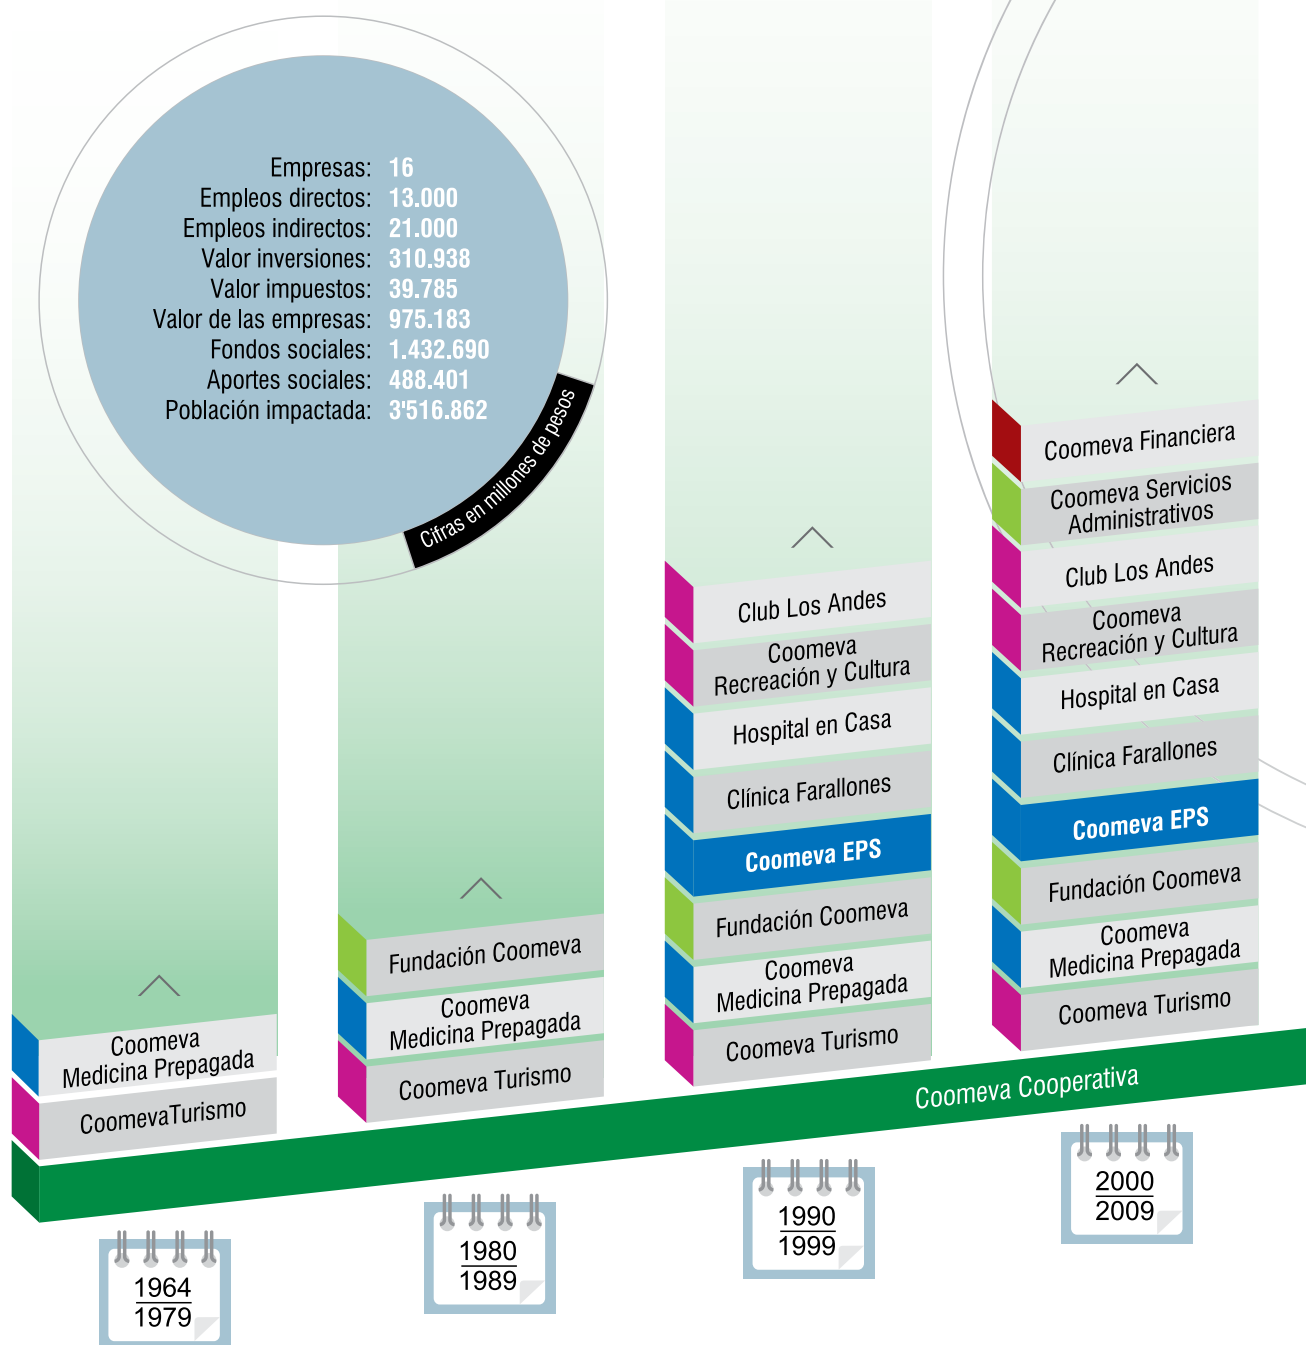 Empresas: 16
Empleos directos: 13.000
Empleos indirectos: 21.000
Valor inversiones: 310.938
Valor impuestos: 39.785
Valor de las empresas: 975.183
Fondos sociales: 1.432.690
Aportes sociales: 488.401
Población impactada: 3'516.862
Cifras en millones de pesos
Coomeva
Medicina Prepagada
CoomevaTurismo
1964
1979
Fundación Coomeva
Coomeva
Medicina Prepagada
Coomeva Turismo
1980
1989
Club Los Andes
Coomeva
Recreación y Cultura
Hospital en Casa
Clínica Farallones
Coomeva EPS
Fundación Coomeva
Coomeva
Medicina Prepagada
Coomeva Turismo
1990
1999
Coomeva Financiera
Coomeva Servicios
Administrativos
Club Los Andes
Coomeva
Recreación y Cultura
Hospital en Casa
Clínica Farallones
Coomeva EPS
Fundación Coomeva
Coomeva
Medicina Prepagada
Coomeva Turismo
2000
2009
Coomeva Cooperativa